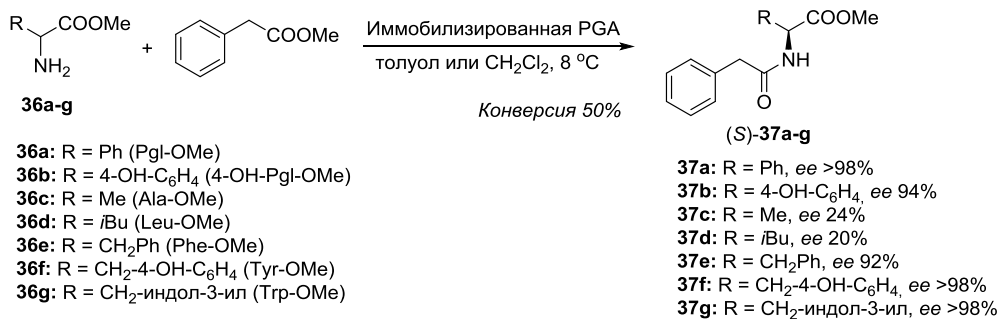 R
COOMe
NH2
36a-g
+
COOMe
Иммобилизированная PGA
толуол или CH2Cl2, 8 °C
Конверсия 50%
R
COOMe
NH
O
(S)-37a-g
36a: R = Ph (Pgl-OMe)
36b: R = 4-OH-C6H4 (4-OH-Pgl-OMe)
36c: R = Me (Ala-OMe)
36d: R = iBu (Leu-OMe)
36e: R = CH2Ph (Phe-OMe)
36f: R = CH2-4-OH-C6H4 (Tyr-OMe)
36g: R = CH2-индол-3-ил (Trp-OMe)
37a: R = Ph, ee >98%
37b: R = 4-OH-C6H4, ee 94%
37c: R = Me, ee 24%
37d: R = iBu, ee 20%
37e: R = CH2Ph, ee 92%
37f: R = CH2-4-OH-C6H4, ee >98%
37g: R = CH2-индол-3-ил, ee >98%